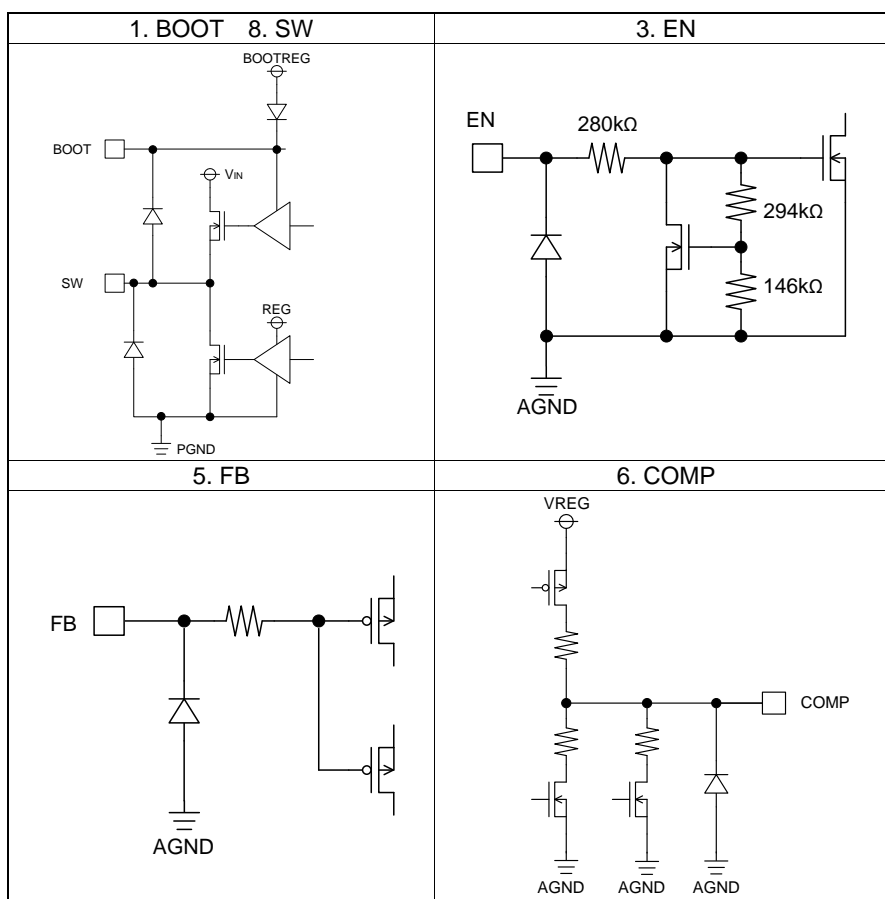 1. BOOT 8. SW
BOOTREG
BOOT
VIN
SW
REG
PGND
3. EN
EN
280kΩ
294kΩ
146kΩ
AGND
5. FB
FB
AGND
6. COMP
VREG
COMP
AGND AGND AGND